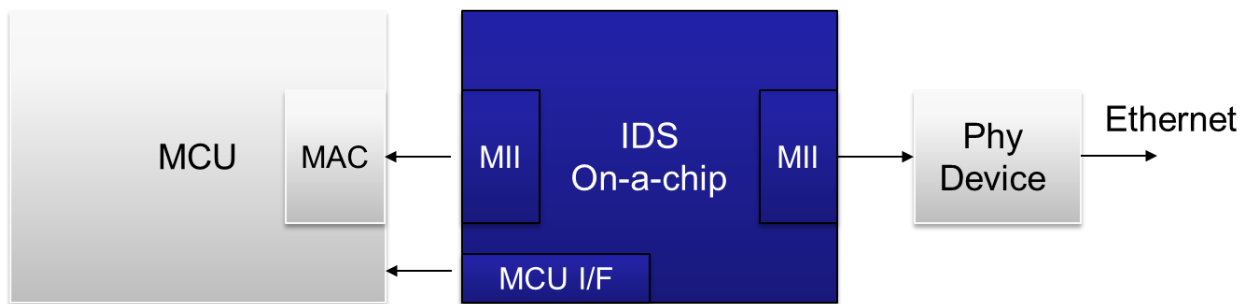 MCU
MAC
MII
IDS
On-a-chip
MII
MCU I/F
Phy
Device
Ethernet